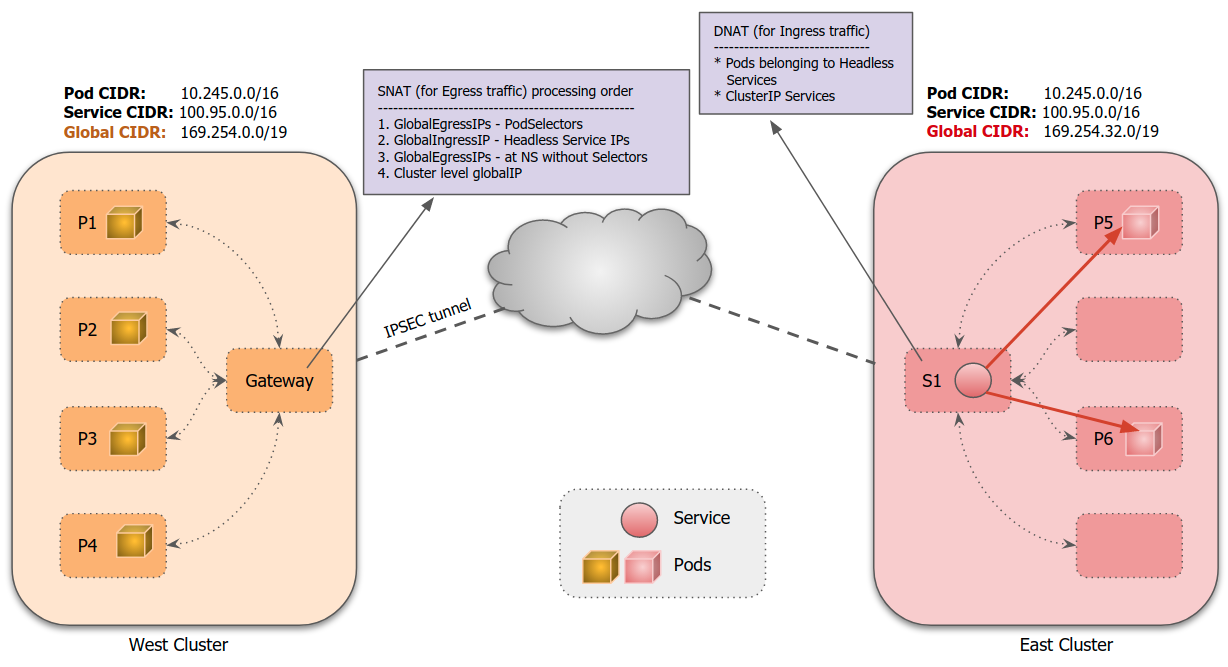 DNAT (for Ingress traffic)
-------------------------------
* Pods belonging to Headless
Services
* ClusterIP Services
SNAT (for Egress traffic) processing order
---------------------------------------------------
1. GlobalEgressIPs - PodSelectors
2. GlobalIngressIP - Headless Service IPs
3. GlobalEgressIPs - at NS without Selectors
4. Cluster level globalIP
Pod CIDR: 10.245.0.0/16
Service CIDR: 100.95.0.0/16
Global CIDR: 169.254.0.0/19
Pod CIDR: 10.245.0.0/16
Service CIDR: 100.95.0.0/16
Global CIDR: 169.254.32.0/19
P1
P2
P3
P4
Gateway
IPSEC tunnel
S1
P5
P6
Service
Pods
West Cluster
East Cluster